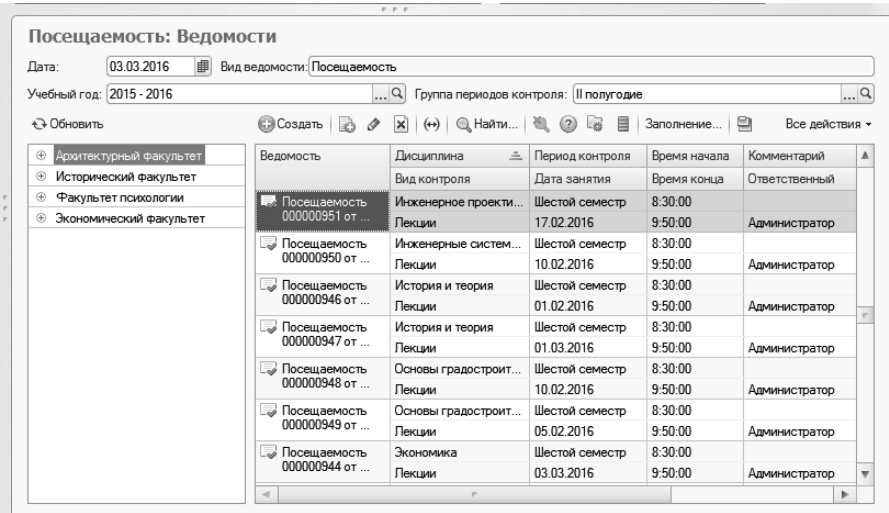 Посещаемость: Ведомости
Дата: 03.03.2016 Вид ведомости: Посещаемость
Учебный год: 2015 - 2016 ... Группа периодов контроля: II полугодие ...
Обновить Создать Найти... Заполнение... Все действия
Архитектурный факультет
Исторический факультет
Факультет психологии
Экономический факультет
Ведомость Дисциплина Период контроля Время начала Комментарий
Вид контроля Дата занятия Время конца Ответственный
Посещаемость Инженерное проекти... Шестой семестр 8:30:00
000000951 от ... Лекции 17.02.2016 9:50:00 Администратор
Посещаемость Инженерные систем... Шестой семестр 8:30:00
000000950 от ... Лекции 10.02.2016 9:50:00 Администратор
Посещаемость История и теория Шестой семестр 8:30:00
000000946 от ... Лекции 01.02.2016 9:50:00 Администратор
Посещаемость История и теория Шестой семестр 8:30:00
000000947 от ... Лекции 01.03.2016 9:50:00 Администратор
Посещаемость Основы градостроит... Шестой семестр 8:30:00
000000948 от ... Лекции 10.02.2016 9:50:00 Администратор
Посещаемость Основы градостроит... Шестой семестр 8:30:00
000000949 от ... Лекции 05.02.2016 9:50:00 Администратор
Посещаемость Экономика Шестой семестр 8:30:00
000000944 от ... Лекции 03.03.2016 9:50:00 Администратор